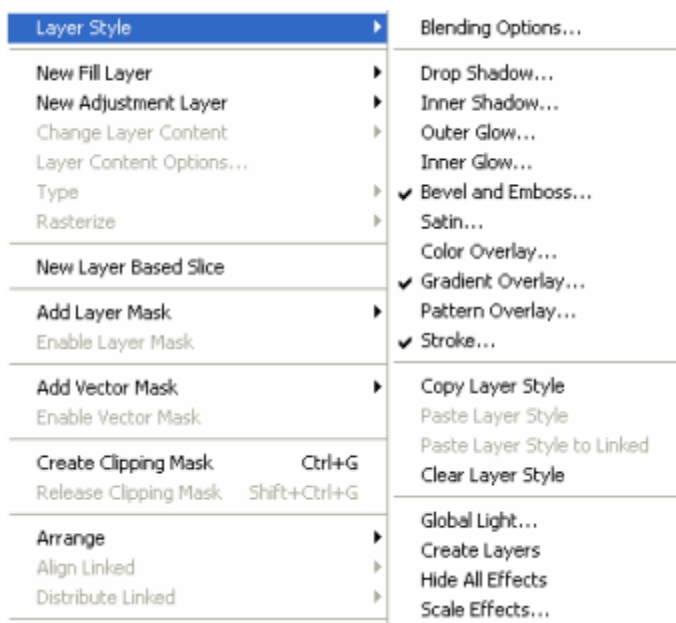 Layer Style
New Fill Layer
New Adjustment Layer
Change Layer Content
Layer Content Options...
Type
Rasterize
New Layer Based Slice
Add Layer Mask
Enable Layer Mask
Add Vector Mask
Enable Vector Mask
Create Clipping Mask Ctrl+G
Release Clipping Mask Shift+Ctrl+G
Arrange
Align Linked
Distribute Linked
Blending Options...
Drop Shadow...
Inner Shadow...
Outer Glow...
Inner Glow...
Bevel and Emboss...
Satin...
Color Overlay...
Gradient Overlay...
Pattern Overlay...
Stroke...
Copy Layer Style
Paste Layer Style
Paste Layer Style to Linked
Clear Layer Style
Global Light...
Create Layers
Hide All Effects
Scale Effects...